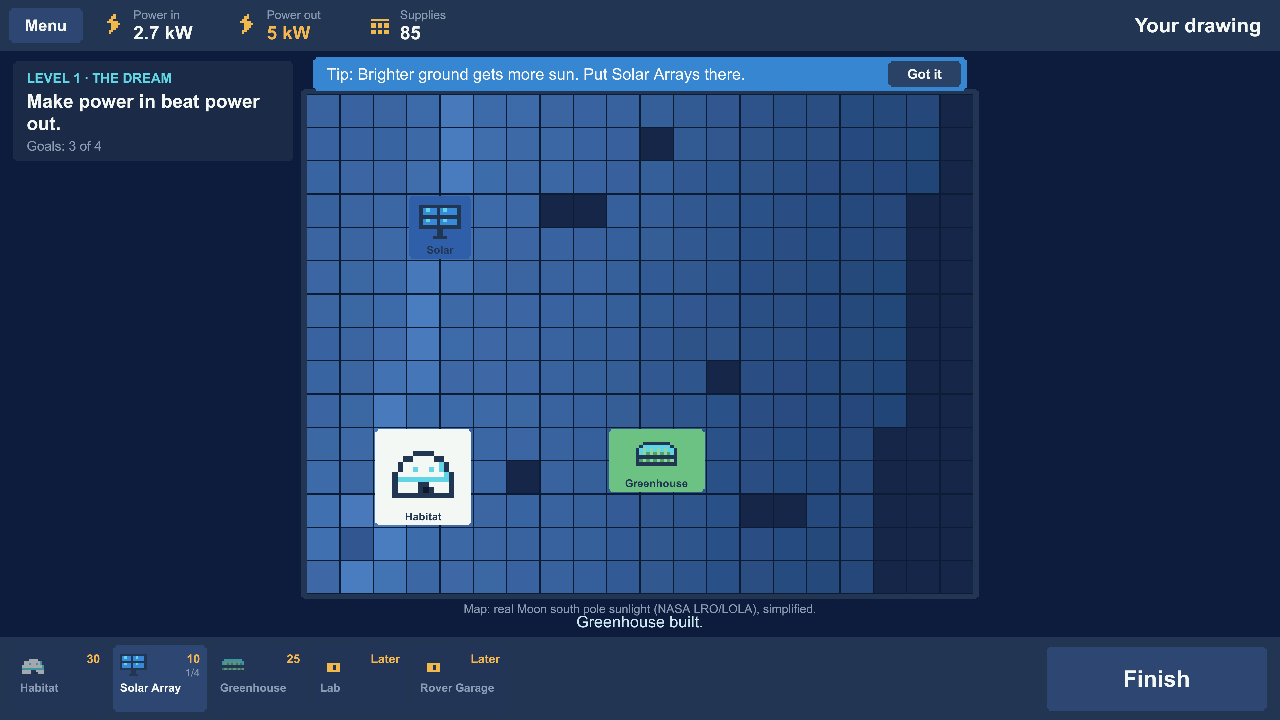 Menu
Power in
2.7 kW
Power out
5 kW
Supplies
85
Your drawing
LEVEL 1 · THE DREAM
Make power in beat power
out.
Goals: 3 of 4
Tip: Brighter ground gets more sun. Put Solar Arrays there.
Got it
Solar
Habitat
Greenhouse
Map: real Moon south pole sunlight (NASA LRO/LOLA), simplified.
Greenhouse built.
30
Habitat
10
1/4
Solar Array
25
Greenhouse
Later
Lab
Later
Rover Garage
Finish